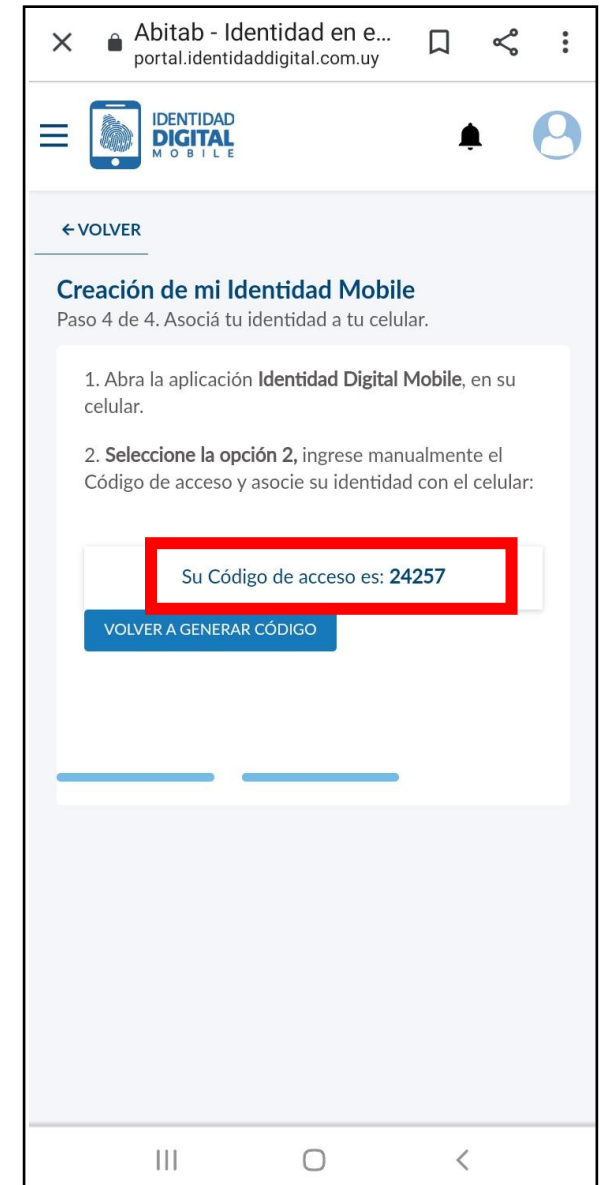 Abitab - Identidad en e...
portal.identidaddigital.com.uy
IDENTIDAD
DIGITAL
MOBILE
VOLVER
Creación de mi Identidad Mobile
Paso 4 de 4. Asociá tu identidad a tu celular.
1. Abra la aplicación Identidad Digital Mobile, en su
celular.
2. Seleccione la opción 2, ingrese manualmente el
Código de acceso y asocie su identidad con el celular:
Su Código de acceso es: 24257
VOLVER A GENERAR CÓDIGO